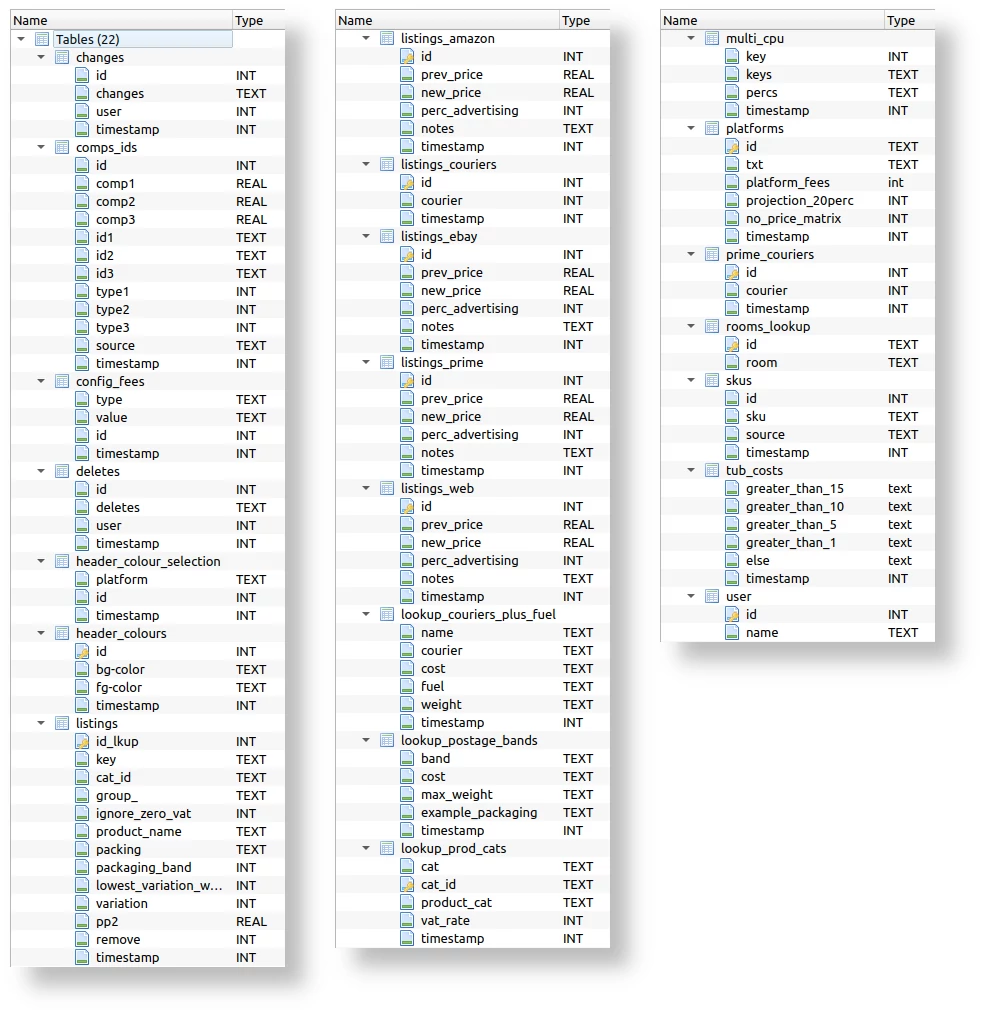 Name Type
Tables (22)
changes
id INT
changes TEXT
user INT
timestamp INT
comps_ids
id INT
comp1 REAL
comp2 REAL
comp3 REAL
id1 TEXT
id2 TEXT
id3 TEXT
type1 INT
type2 INT
type3 INT
source TEXT
timestamp INT
config_fees
type TEXT
value TEXT
id INT
timestamp INT
deletes
id INT
deletes TEXT
user INT
timestamp INT
header_colour_selection
platform TEXT
id INT
timestamp INT
header_colours
id INT
bg-color TEXT
fg-color TEXT
timestamp INT
listings
id_lkup INT
key TEXT
cat_id TEXT
group_ TEXT
ignore_zero_vat INT
product_name TEXT
packing TEXT
packaging_band INT
lowest_variation_w... INT
variation INT
pp2 REAL
remove INT
timestamp INT
Name Type
listings_amazon
id INT
prev_price REAL
new_price REAL
perc_advertising INT
notes TEXT
timestamp INT
listings_couriers
id INT
courier INT
timestamp INT
listings_ebay
id INT
prev_price REAL
new_price REAL
perc_advertising INT
notes TEXT
timestamp INT
listings_prime
id INT
prev_price REAL
new_price REAL
perc_advertising INT
notes TEXT
timestamp INT
listings_web
id INT
prev_price REAL
new_price REAL
perc_advertising INT
notes TEXT
timestamp INT
lookup_couriers_plus_fuel
name TEXT
courier TEXT
cost TEXT
fuel TEXT
weight TEXT
timestamp INT
lookup_postage_bands
band TEXT
cost TEXT
max_weight TEXT
example_packaging TEXT
timestamp INT
lookup_prod_cats
cat TEXT
cat_id TEXT
product_cat TEXT
vat_rate INT
timestamp INT
Name Type
multi_cpu
key INT
keys TEXT
percs TEXT
timestamp INT
platforms
id TEXT
txt TEXT
platform_fees int
projection_20perc INT
no_price_matrix INT
timestamp INT
prime_couriers
id INT
courier INT
timestamp INT
rooms_lookup
id TEXT
room TEXT
skus
id INT
sku TEXT
source TEXT
timestamp INT
tub_costs
greater_than_15 text
greater_than_10 text
greater_than_5 text
greater_than_1 text
else text
timestamp INT
user
id INT
name TEXT